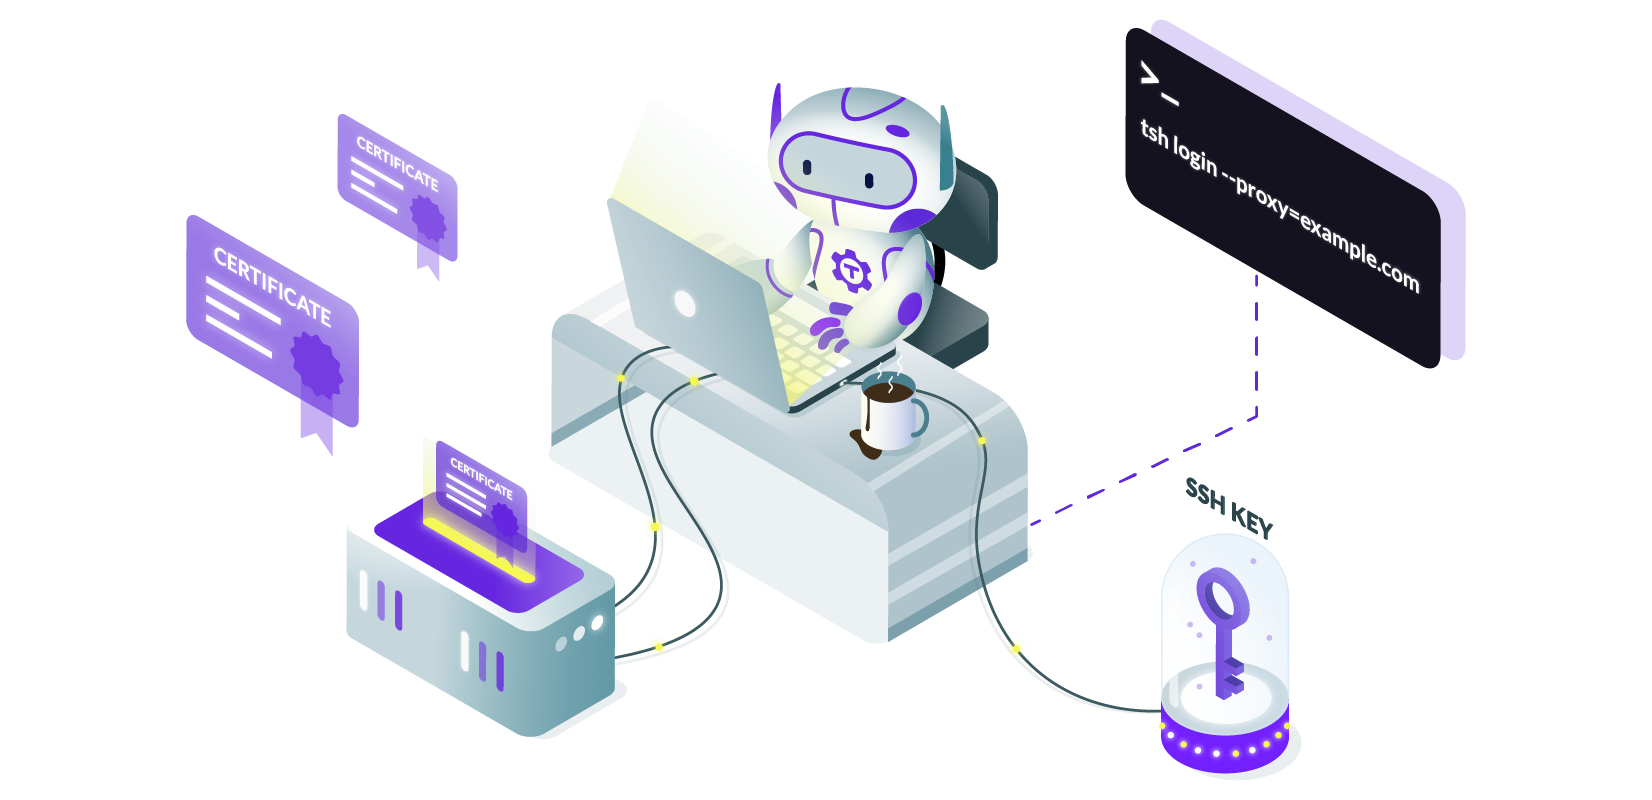 CERTIFICATE
CERTIFICATE
CERTIFICATE
>_
tsh login --proxy=example.com
SSH KEY
T